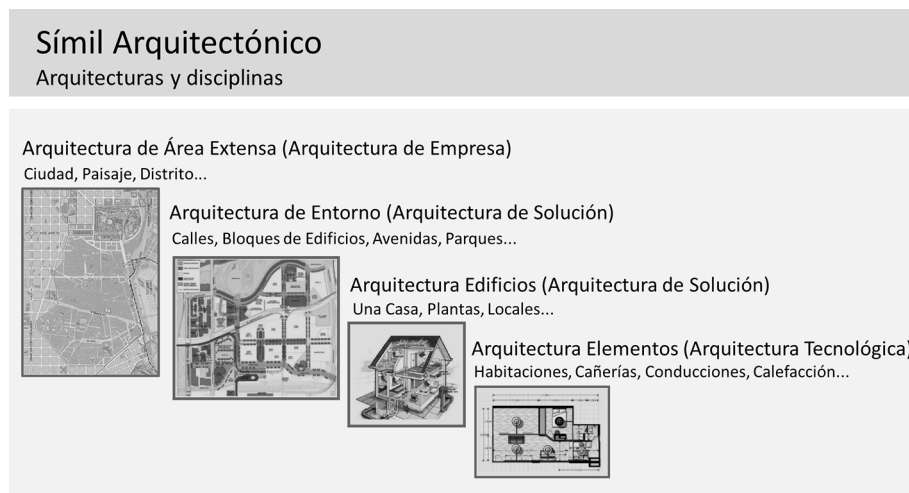 Símil Arquitectónico
Arquitecturas y disciplinas
Arquitectura de Área Extensa (Arquitectura de Empresa)
Ciudad, Paisaje, Distrito...
Arquitectura de Entorno (Arquitectura de Solución)
Calles, Bloques de Edificios, Avenidas, Parques...
Arquitectura Edificios (Arquitectura de Solución)
Una Casa, Plantas, Locales...
Arquitectura Elementos (Arquitectura Tecnológica)
Habitaciones, Cañerías, Conducciones, Calefacción...